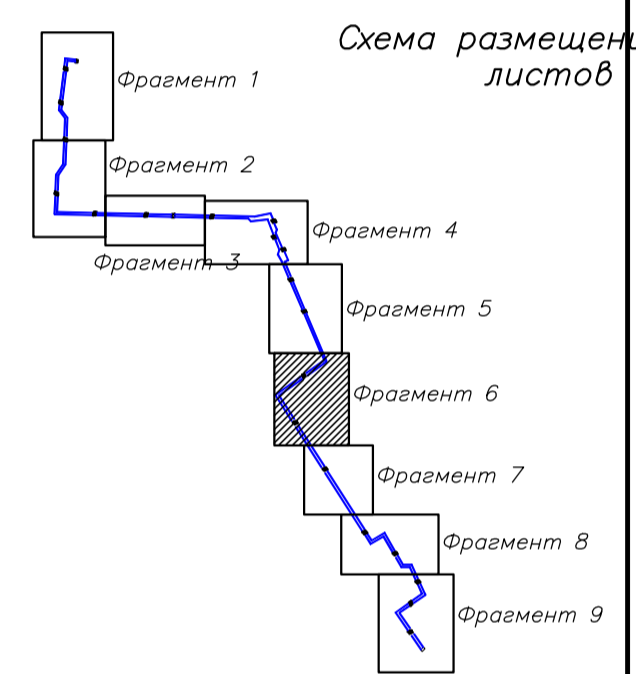 Схема размещени
листов
Фрагмент 1
Фрагмент 2
Фрагмент 3
Фрагмент 4
Фрагмент 5
Фрагмент 6
Фрагмент 7
Фрагмент 8
Фрагмент 9